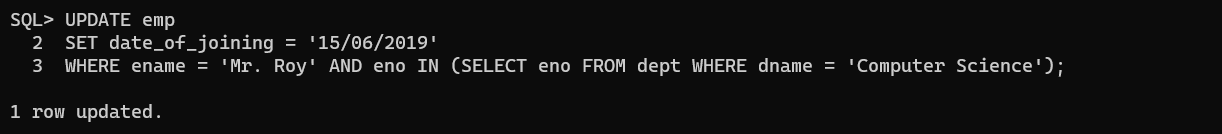 SQL> UPDATE emp
2 SET date_of_joining = '15/06/2019'
3 WHERE ename = 'Mr. Roy' AND eno IN (SELECT eno FROM dept WHERE dname = 'Computer Science');
1 row updated.